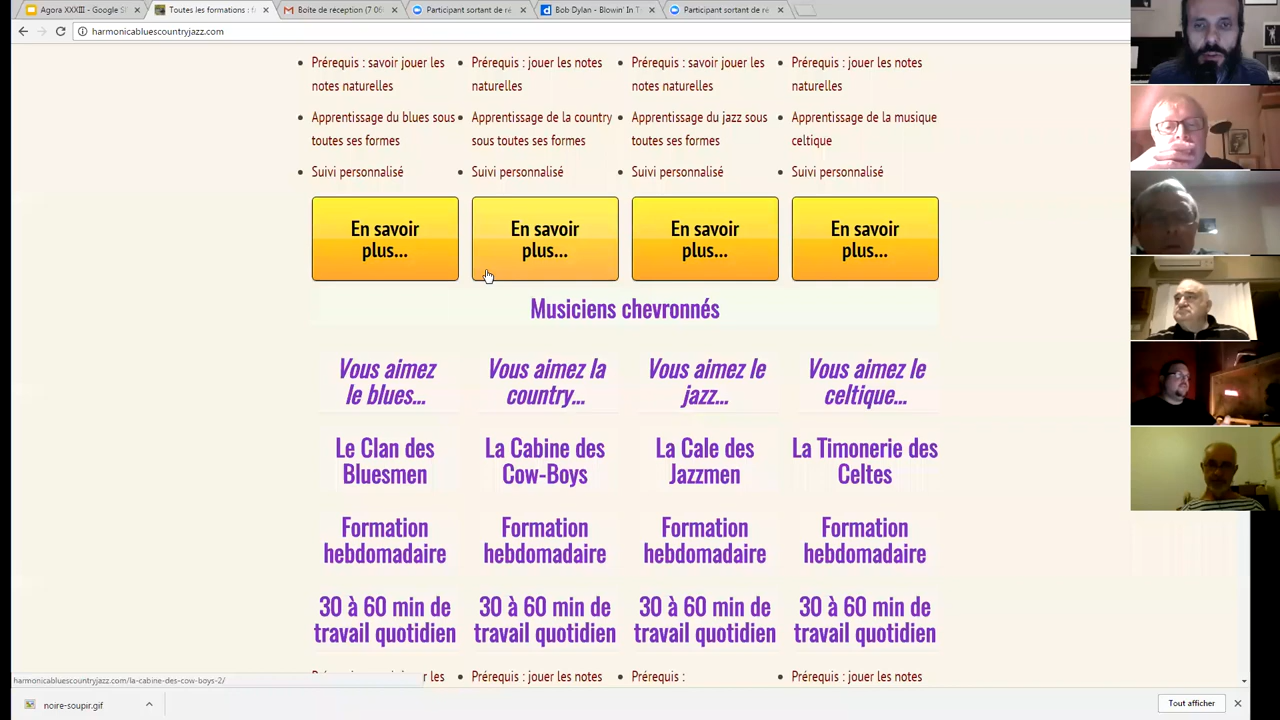 Agora XXXIII - Google S
Toutes les formations :
Boîte de réception (7 06
Participant sortant de ré
Bob Dylan - Blowin' In T
Participant sortant de ré
harmonicabluescountryjazz.com
Prérequis : savoir jouer les notes naturelles
Prérequis : jouer les notes naturelles
Prérequis : savoir jouer les notes naturelles
Prérequis : jouer les notes naturelles
Apprentissage du blues sous toutes ses formes
Apprentissage de la country sous toutes ses formes
Apprentissage du jazz sous toutes ses formes
Apprentissage de la musique celtique
Suivi personnalisé
Suivi personnalisé
Suivi personnalisé
Suivi personnalisé
En savoir plus...
En savoir plus...
En savoir plus...
En savoir plus...
Musiciens chevronnés
Vous aimez le blues...
Vous aimez la country...
Vous aimez le jazz...
Vous aimez le celtique...
Le Clan des Bluesmen
La Cabine des Cow-Boys
La Cale des Jazzmen
La Timonerie des Celtes
Formation hebdomadaire
Formation hebdomadaire
Formation hebdomadaire
Formation hebdomadaire
30 à 60 min de travail quotidien
30 à 60 min de travail quotidien
30 à 60 min de travail quotidien
30 à 60 min de travail quotidien
les
Prérequis : jouer les notes
Prérequis :
Prérequis : jouer les notes
harmonicabluescountryjazz.com/la-cabine-des-cow-boys-2/
noire-soupir.gif
Tout afficher